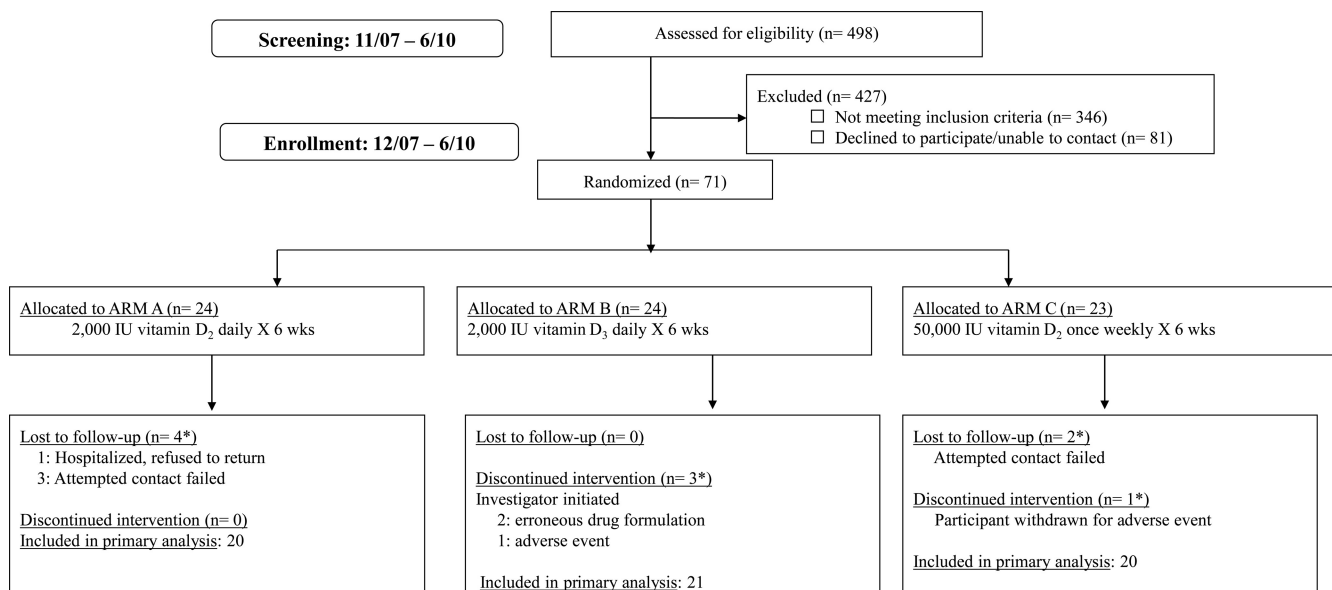 Screening: 11/07 – 6/10
Assessed for eligibility (n= 498)
Excluded (n= 427)
☐ Not meeting inclusion criteria (n= 346)
☐ Declined to participate/unable to contact (n= 81)
Enrollment: 12/07 – 6/10
Randomized (n= 71)
Allocated to ARM A (n= 24)
2,000 IU vitamin D₂ daily X 6 wks
Allocated to ARM B (n= 24)
2,000 IU vitamin D₃ daily X 6 wks
Allocated to ARM C (n= 23)
50,000 IU vitamin D₂ once weekly X 6 wks
Lost to follow-up (n= 4*)
1: Hospitalized, refused to return
3: Attempted contact failed
Discontinued intervention (n= 0)
Included in primary analysis: 20
Lost to follow-up (n= 0)
Discontinued intervention (n= 3*)
Investigator initiated
2: erroneous drug formulation
1: adverse event
Included in primary analysis: 21
Lost to follow-up (n= 2*)
Attempted contact failed
Discontinued intervention (n= 1*)
Participant withdrawn for adverse event
Included in primary analysis: 20